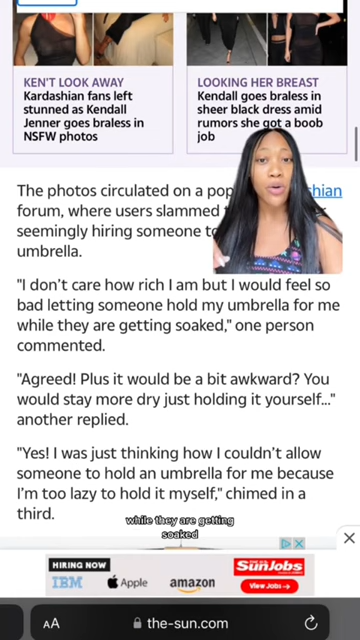 KEN'T LOOK AWAY
Kardashian fans left
stunned as Kendall
Jenner goes braless in
NSFW photos
LOOKING HER BREAST
Kendall goes braless in
sheer black dress amid
rumors she got a boob
job
The photos circulated on a
forum, where users slammed
seemingly hiring someone
umbrella.
"I don't care how rich I am but I would feel so
bad letting someone hold my umbrella for me
while they are getting soaked," one person
commented.
"Agreed! Plus it would be a bit awkward? You
would stay more dry just holding it yourself..."
another replied.
"Yes! I was just thinking how I couldn't allow
someone to hold an umbrella for me because
I'm too lazy to hold it myself," chimed in a
third.
while they are getting
soaked
HIRING NOW
IBM
Apple
amazon
SunJobs
View Jobs
AA
the-sun.com